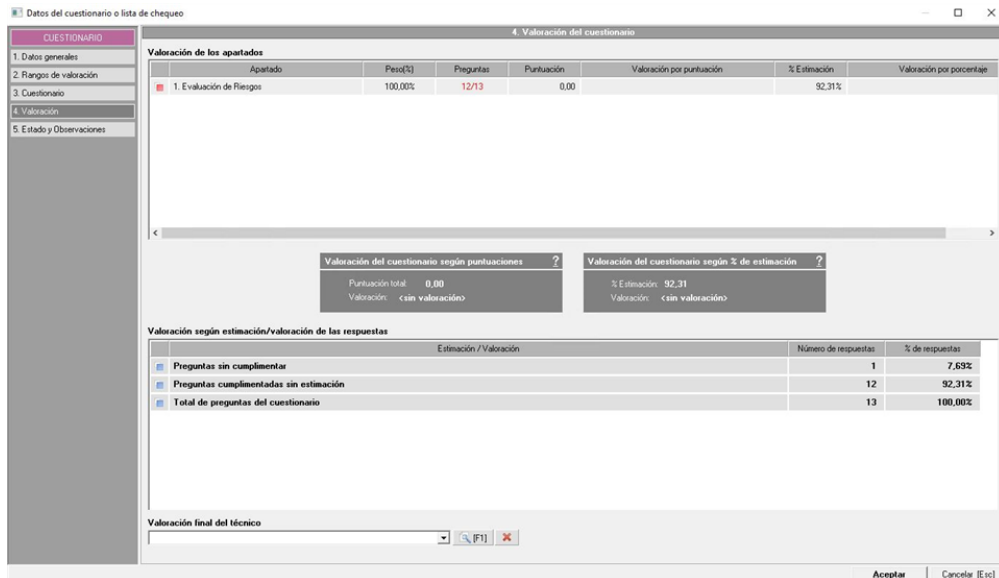 Datos del cuestionario o lista de chequeo
CUESTIONARIO
1. Datos generales
2. Rangos de valoración
3. Cuestionario
4. Valoración
5. Estado y Observaciones
4. Valoración del cuestionario
Valoración de los apartados
Apartado Peso(%) Preguntas Puntuación Valoración por puntuación % Estimación Valoración por porcentaje
1. Evaluación de Riesgos 100,00% 12/13 0,00 92,31%
Valoración del cuestionario según puntuaciones ?
Puntuación total: 0,00
Valoración: <sin valoración>
Valoración del cuestionario según % de estimación ?
% Estimación: 92,31
Valoración: <sin valoración>
Valoración según estimación/valoración de las respuestas
Estimación / Valoración Número de respuestas % de respuestas
Preguntas sin cumplimentar 1 7,69%
Preguntas cumplimentadas sin estimación 12 92,31%
Total de preguntas del cuestionario 13 100,00%
Valoración final del técnico
[F1]
Aceptar Cancelar [Esc]